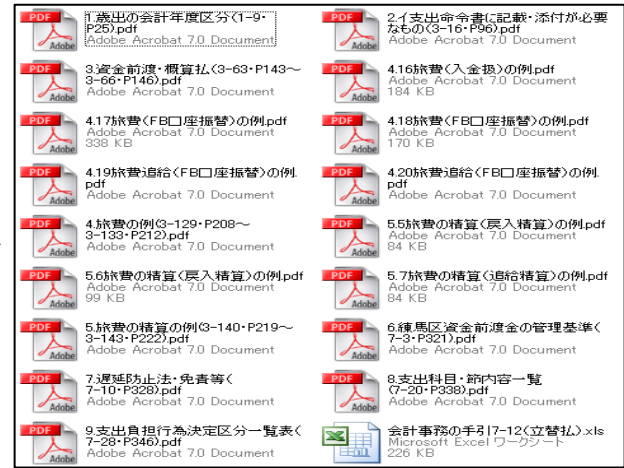 1.歳出の会計年度区分(1-9・
P25).pdf
Adobe Acrobat 7.0 Document
2.イ支出命令書に記載・添付が必要
なもの(3-16・P96).pdf
Adobe Acrobat 7.0 Document
3.資金前渡・概算払(3-63・P143～
3-66・P146).pdf
Adobe Acrobat 7.0 Document
4.16旅費(入金扱)の例.pdf
Adobe Acrobat 7.0 Document
184 KB
4.17旅費(FB口座振替)の例.pdf
Adobe Acrobat 7.0 Document
338 KB
4.18旅費(FB口座振替)の例.pdf
Adobe Acrobat 7.0 Document
170 KB
4.19旅費追給(FB口座振替)の例.
pdf
Adobe Acrobat 7.0 Document
4.20旅費追給(FB口座振替)の例.
pdf
Adobe Acrobat 7.0 Document
4.旅費の例(3-129・P208～
3-133・P212).pdf
Adobe Acrobat 7.0 Document
5.5旅費の精算(戻入精算)の例.pdf
Adobe Acrobat 7.0 Document
84 KB
5.6旅費の精算(戻入精算)の例.pdf
Adobe Acrobat 7.0 Document
99 KB
5.7旅費の精算(追給精算)の例.pdf
Adobe Acrobat 7.0 Document
84 KB
5.旅費の精算の例(3-140・P219～
3-143・P222).pdf
Adobe Acrobat 7.0 Document
6.練馬区資金前渡金の管理基準(
7-3・P321).pdf
Adobe Acrobat 7.0 Document
7.遅延防止法・免責等(
7-10・P328).pdf
Adobe Acrobat 7.0 Document
8.支出科目・節内容一覧
(7-20・P338).pdf
Adobe Acrobat 7.0 Document
9.支出負担行為決定区分一覧表(
7-28・P346).pdf
Adobe Acrobat 7.0 Document
会計事務の手引7-12(立替払).xls
Microsoft Excel ワークシート
226 KB